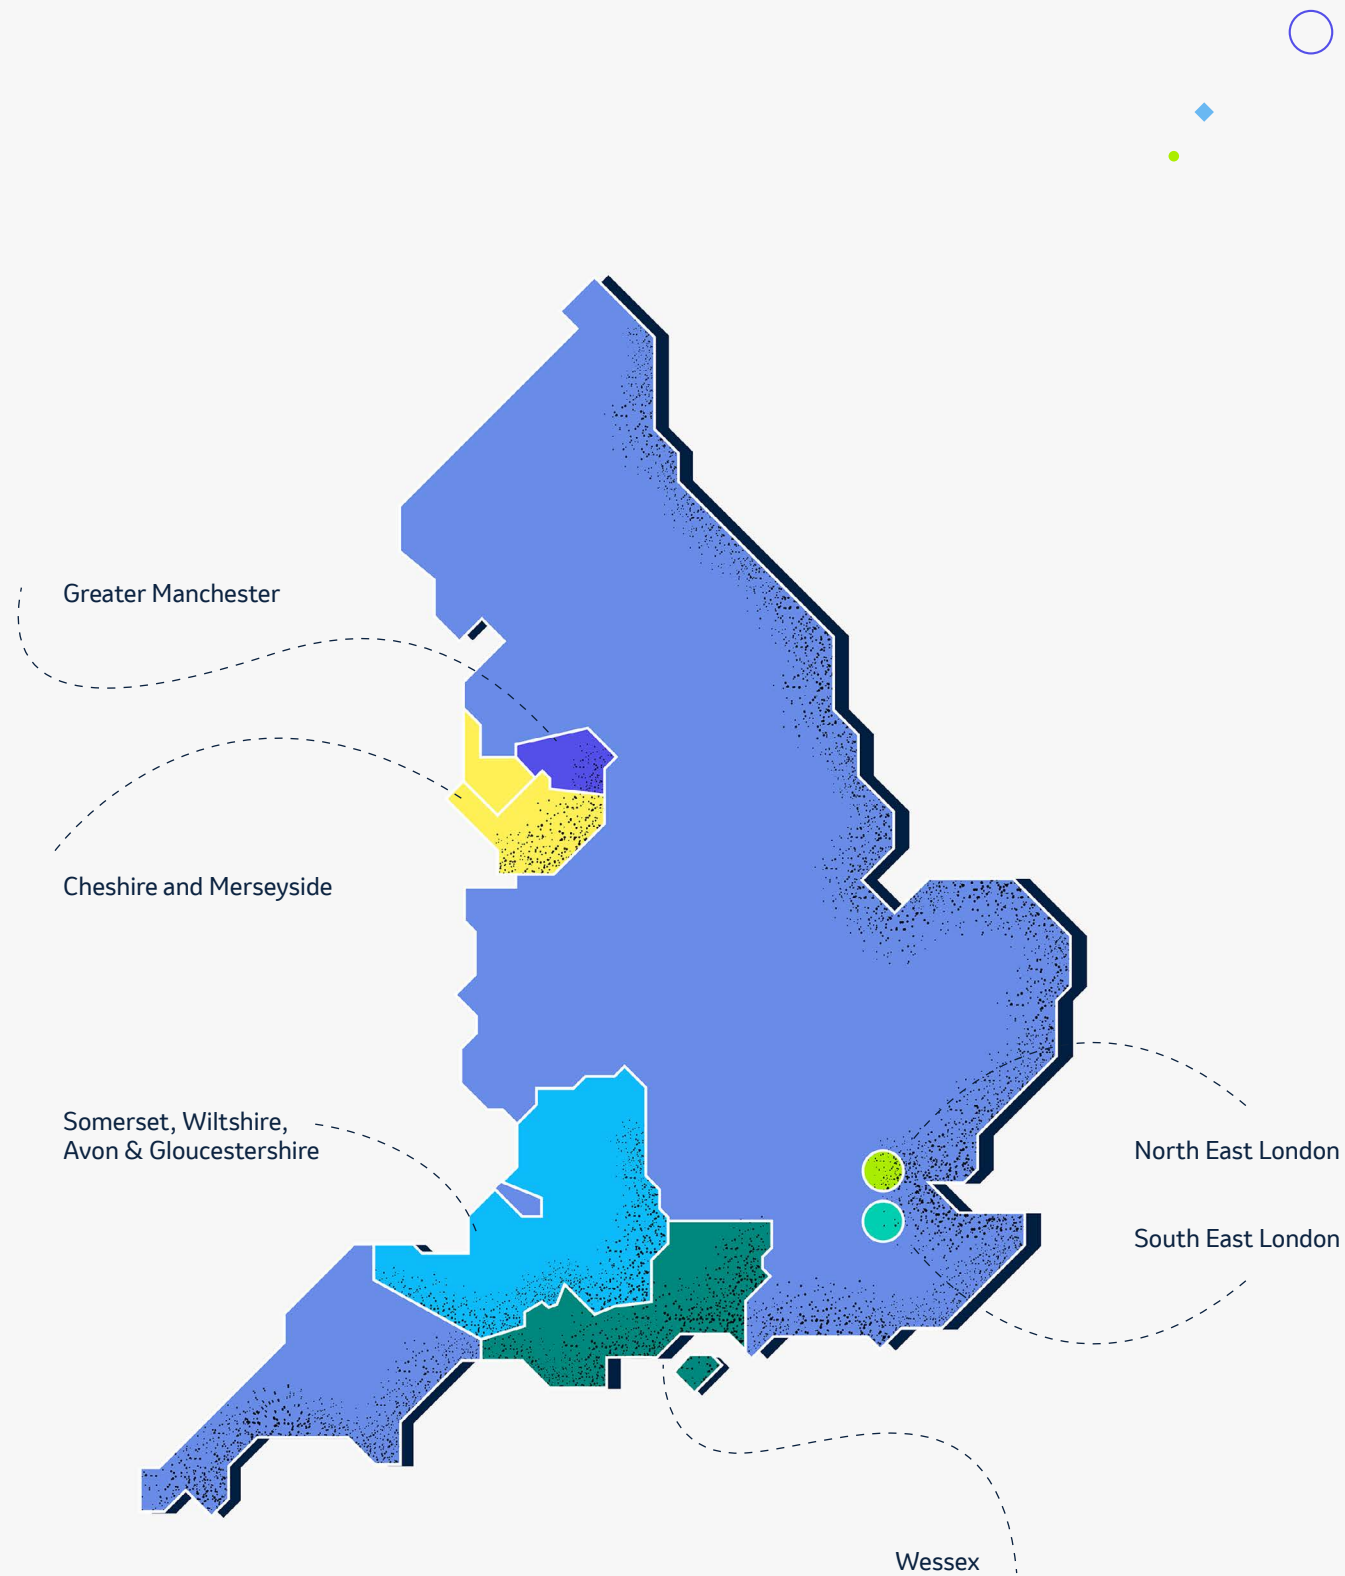 Greater Manchester
Cheshire and Merseyside
Somerset, Wiltshire,
Avon & Gloucestershire
North East London
South East London
Wessex